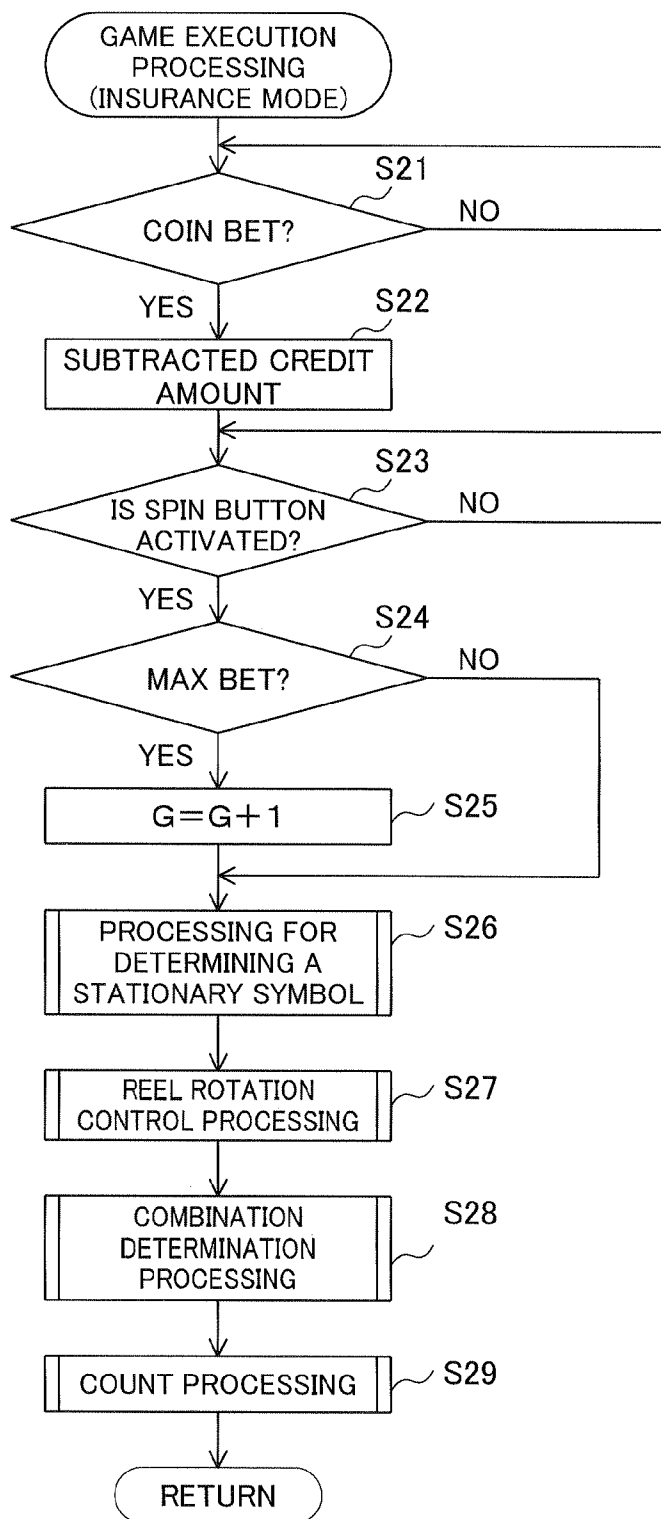 GAME EXECUTION
PROCESSING
(INSURANCE MODE)
S21
COIN BET?
NO
YES
S22
SUBTRACTED CREDIT
AMOUNT
S23
IS SPIN BUTTON
ACTIVATED?
NO
YES
S24
MAX BET?
NO
YES
G=G+1
S25
PROCESSING FOR
DETERMINING A
STATIONARY SYMBOL
S26
REEL ROTATION
CONTROL PROCESSING
S27
COMBINATION
DETERMINATION
PROCESSING
S28
COUNT PROCESSING
S29
RETURN